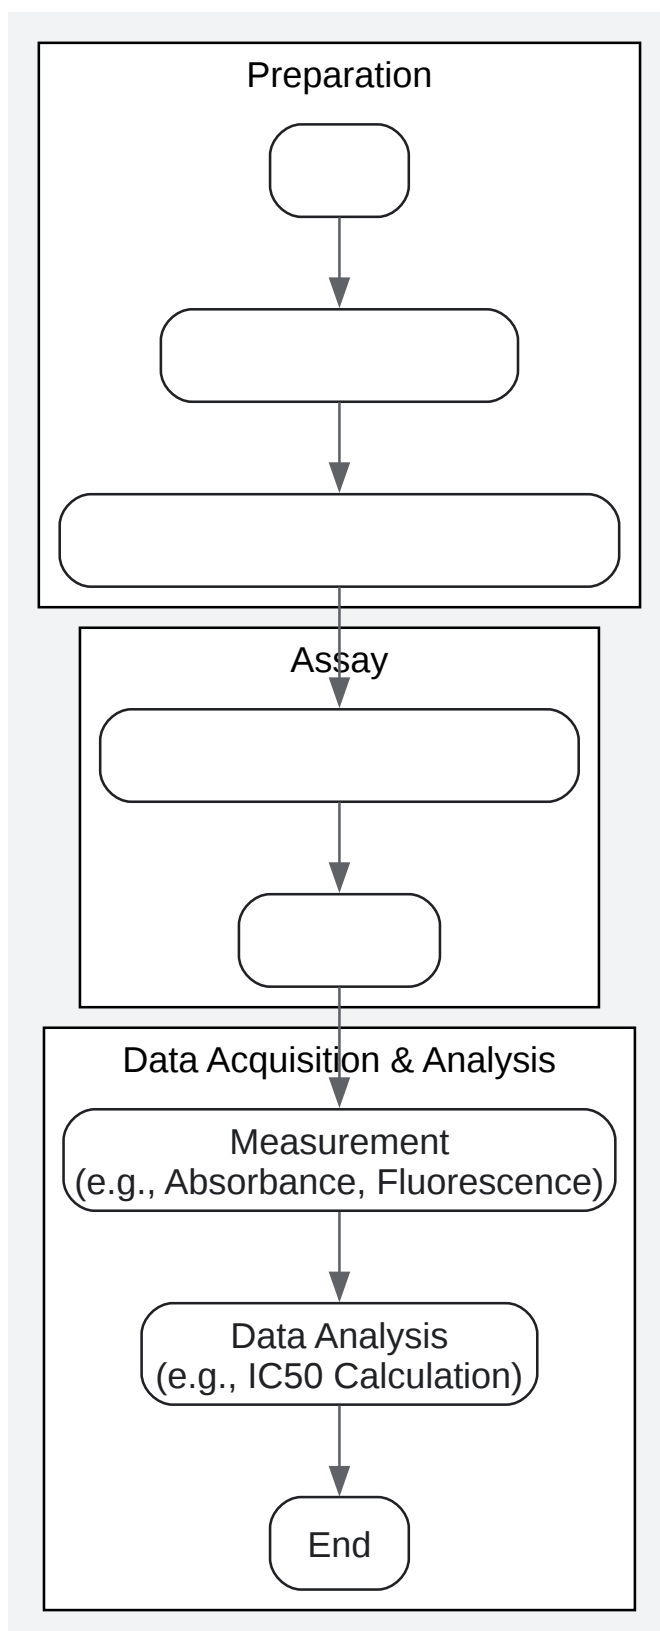 Preparation
Assay
Data Acquisition & Analysis
Measurement
(e.g., Absorbance, Fluorescence)
Data Analysis
(e.g., IC50 Calculation)
End